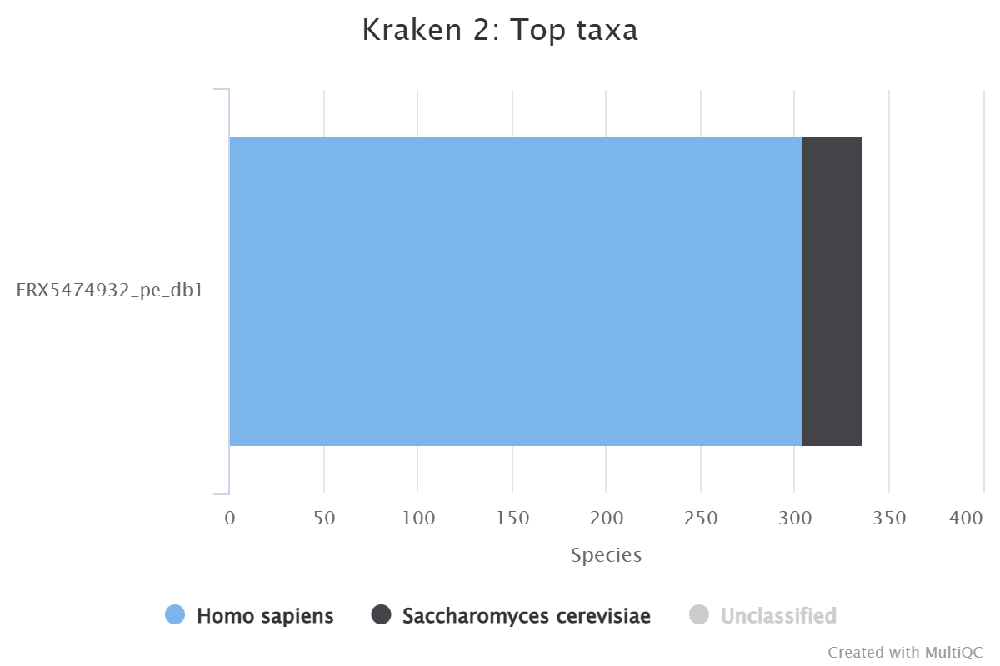 Kraken 2: Top taxa
ERX5474932_pe_db1
0 50 100 150 200 250 300 350 400
Species
Homo sapiens Saccharomyces cerevisiae Unclassified
Created with MultiQC